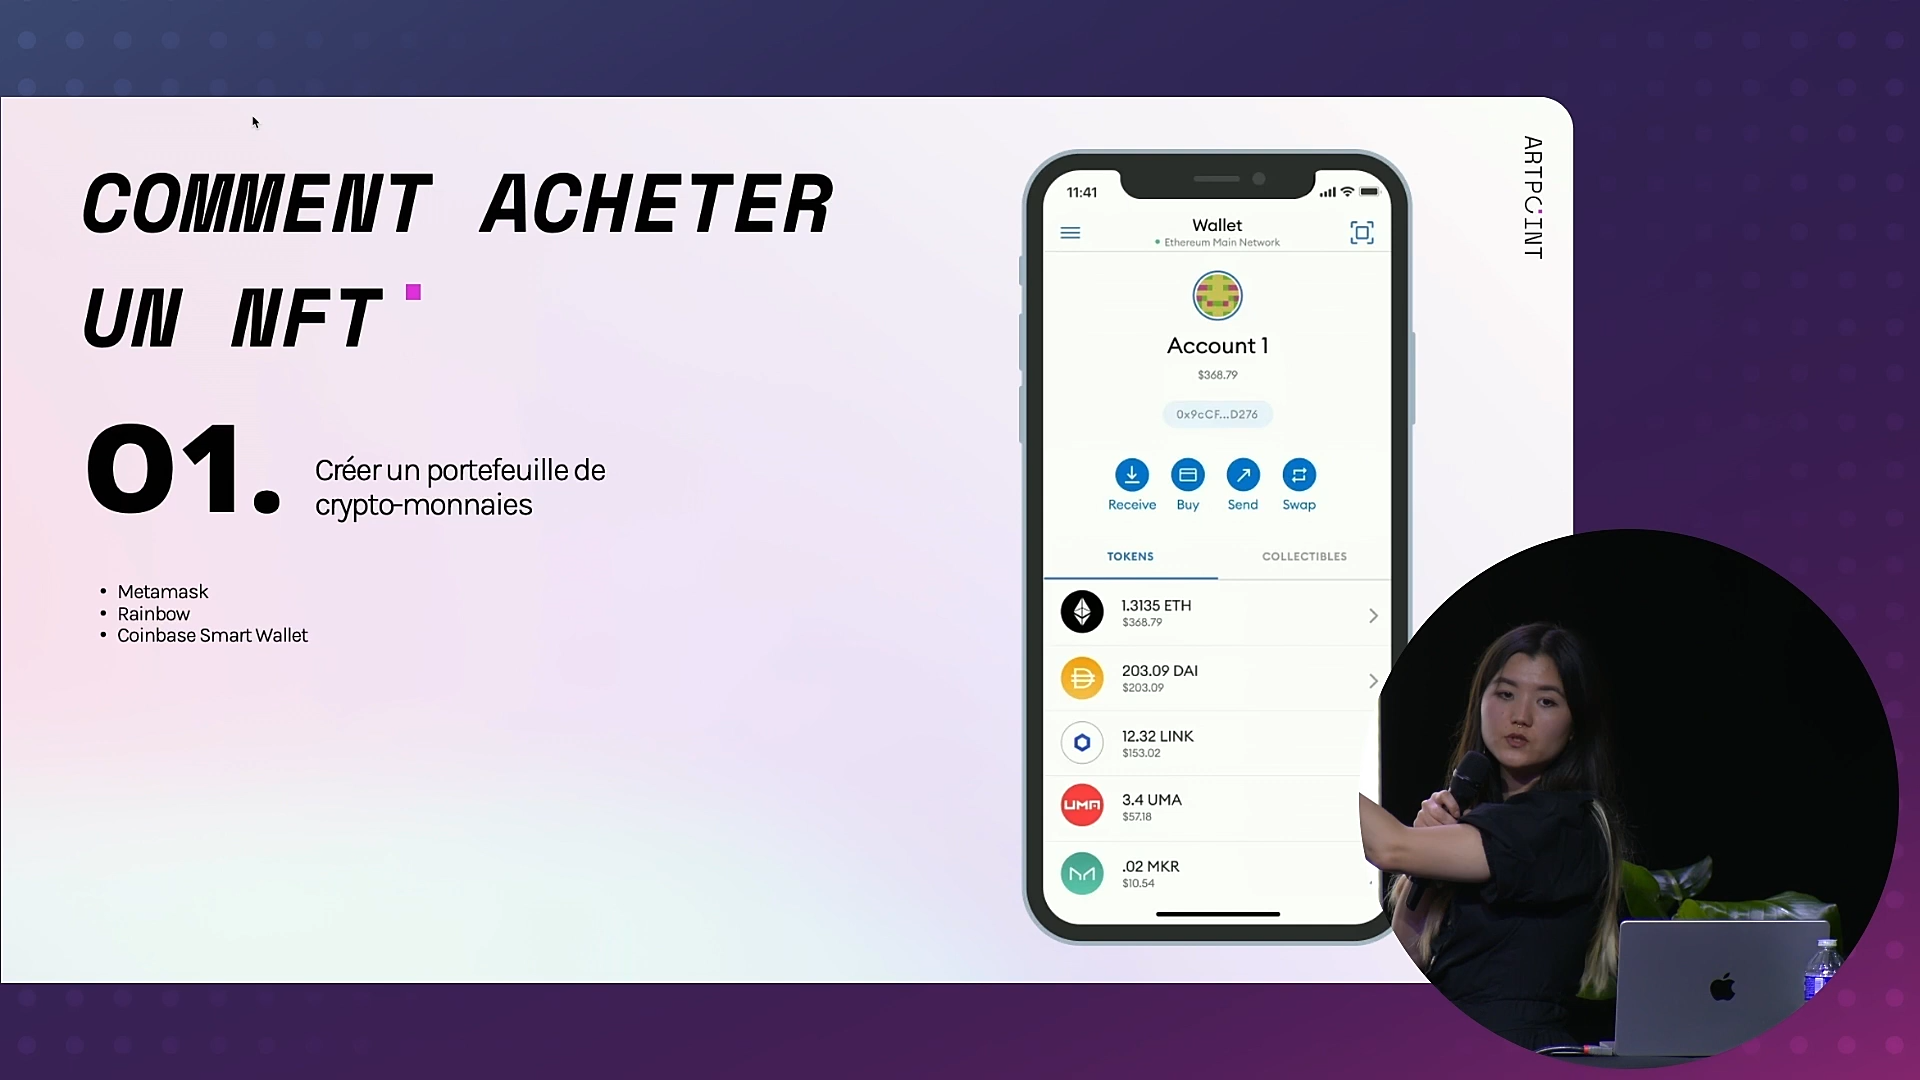 COMMENT ACHETER
UN NFT
01.
Créer un portefeuille de
crypto-monnaies
• Metamask
• Rainbow
• Coinbase Smart Wallet
ARTPOINT
11:41
Wallet
Ethereum Main Network
Account 1
$368.79
0x9cCF...D276
Receive Buy Send Swap
TOKENS COLLECTIBLES
1.3135 ETH
$368.79
203.09 DAI
$203.09
12.32 LINK
$153.02
UMA
3.4 UMA
$57.18
.02 MKR
$10.54